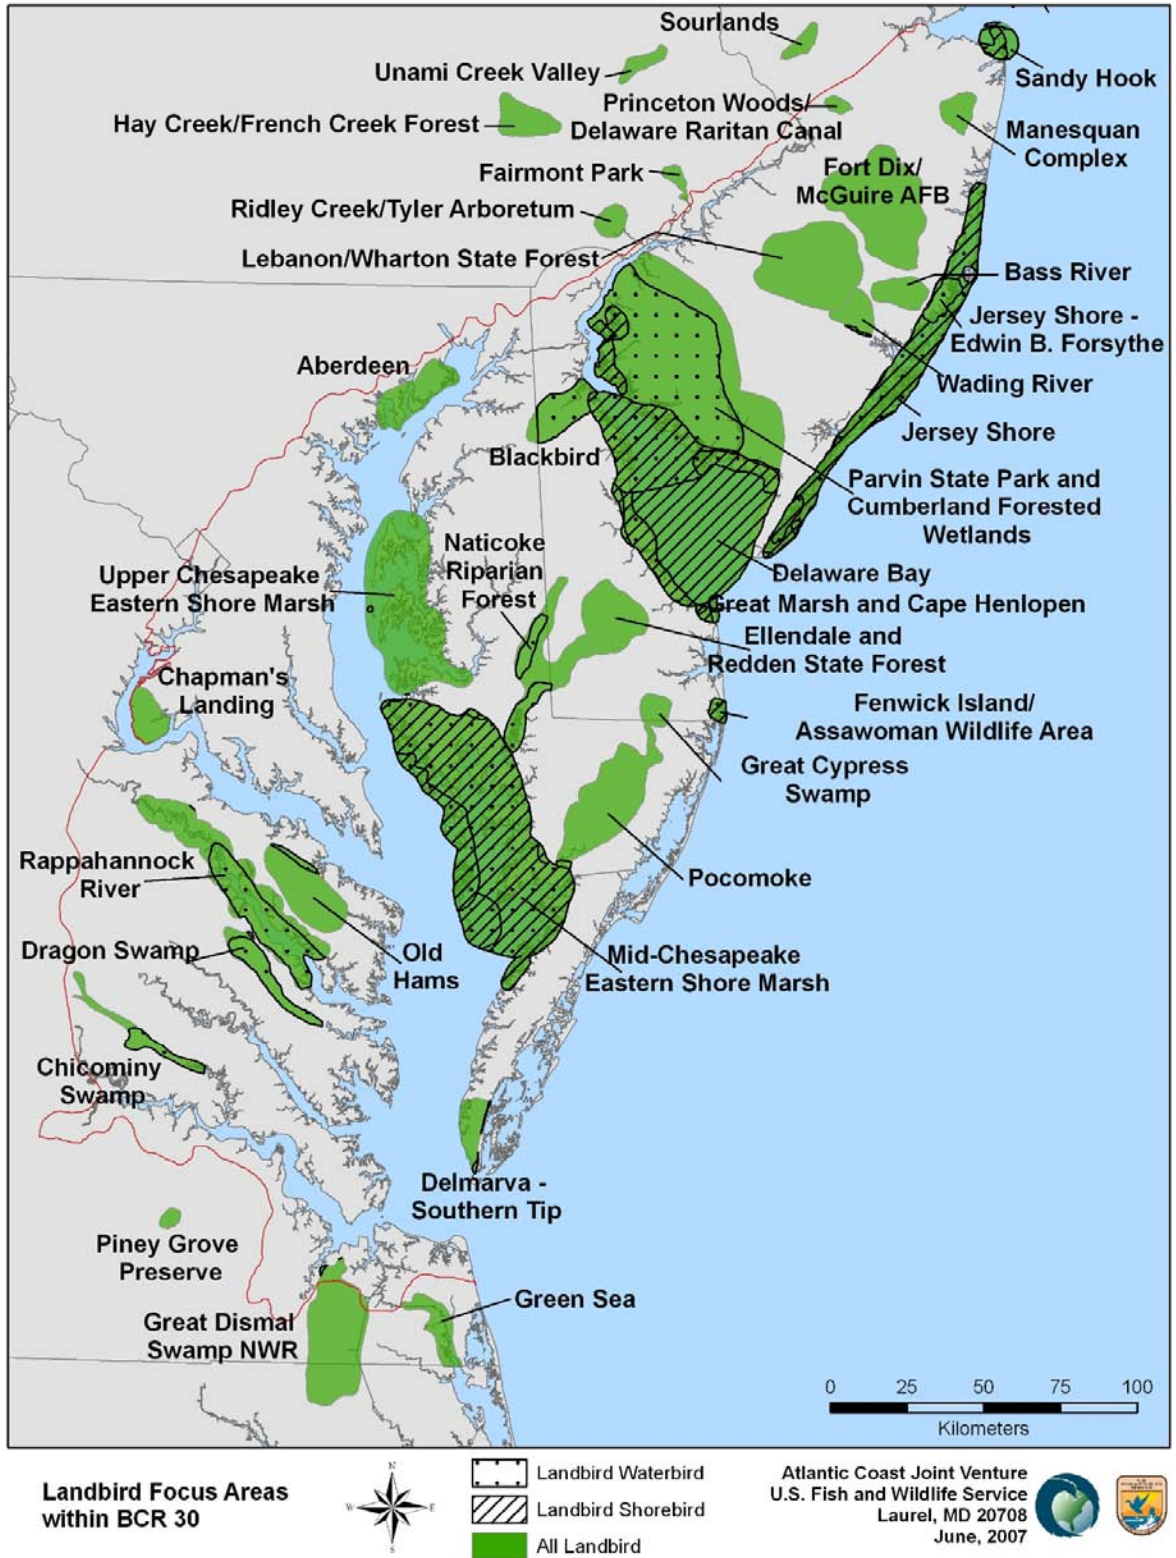 Sourlands
Unami Creek Valley
Sandy Hook
Princeton Woods/
Delaware Raritan Canal
Hay Creek/French Creek Forest
Manesquan
Complex
Fairmont Park
Fort Dix/
McGuire AFB
Ridley Creek/Tyler Arboretum
Lebanon/Wharton State Forest
Bass River
Jersey Shore -
Edwin B. Forsythe
Aberdeen
Wading River
Jersey Shore
Blackbird
Parvin State Park and
Cumberland Forested
Wetlands
Naticoke
Riparian
Forest
Upper Chesapeake
Eastern Shore Marsh
Delaware Bay
Great Marsh and Cape Henlopen
Ellendale and
Redden State Forest
Chapman's
Landing
Fenwick Island/
Assawoman Wildlife Area
Great Cypress
Swamp
Rappahannock
River
Pocomoke
Dragon Swamp
Old
Hams
Mid-Chesapeake
Eastern Shore Marsh
Chicominy
Swamp
Delmarva -
Southern Tip
Piney Grove
Preserve
Green Sea
Great Dismal
Swamp NWR
0 25 50 75 100
Kilometers
Landbird Focus Areas
within BCR 30
N
W E
S
Landbird Waterbird
Landbird Shorebird
All Landbird
Atlantic Coast Joint Venture
U.S. Fish and Wildlife Service
Laurel, MD 20708
June, 2007